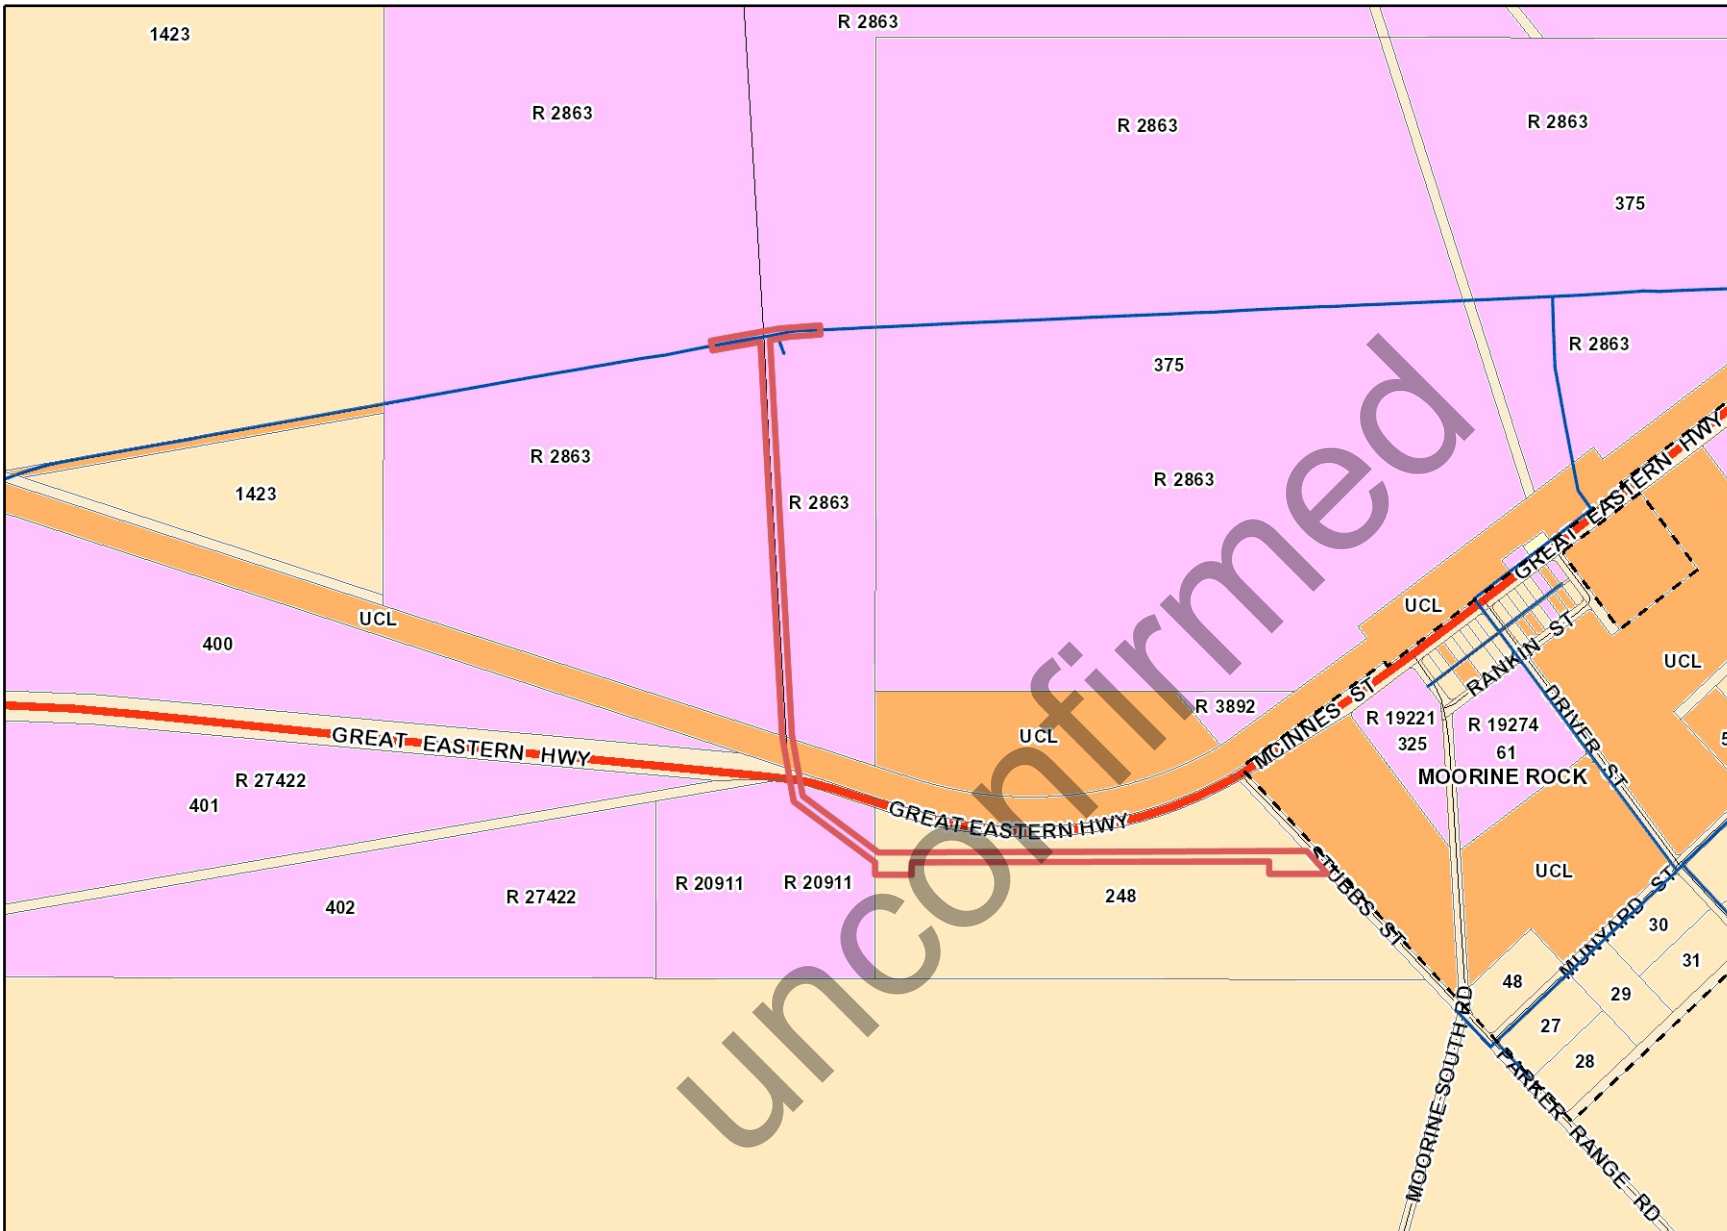 R 2863
1423
R 2863
R 2863
R 2863
375
R 2863
375
R 2863
R 2863
1423
R 2863
GREAT EASTERN HWY
UCL
UCL
400
RANKIN ST
UCL
R 3892
MCINNES ST
R 19221
325
R 19274
61
DRIVER ST
UCL
GREAT EASTERN HWY
MOORINE ROCK
R 27422
401
GREAT EASTERN HWY
STUBBS ST
UCL
R 20911
R 20911
248
402
R 27422
MUNYARD ST
30
31
48
29
27
28
MOORINE SOUTH RD
PARKER RANGE RD
unconfirmed